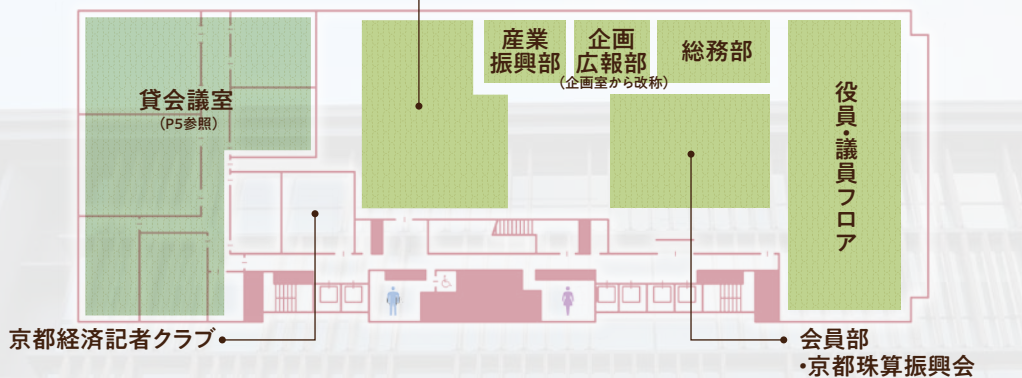 産業
振興部
企画
広報部
(企画室から改称)
総務部
貸会議室
(P5参照)
役員・議員フロア
京都経済記者クラブ
会員部
・京都珠算振興会